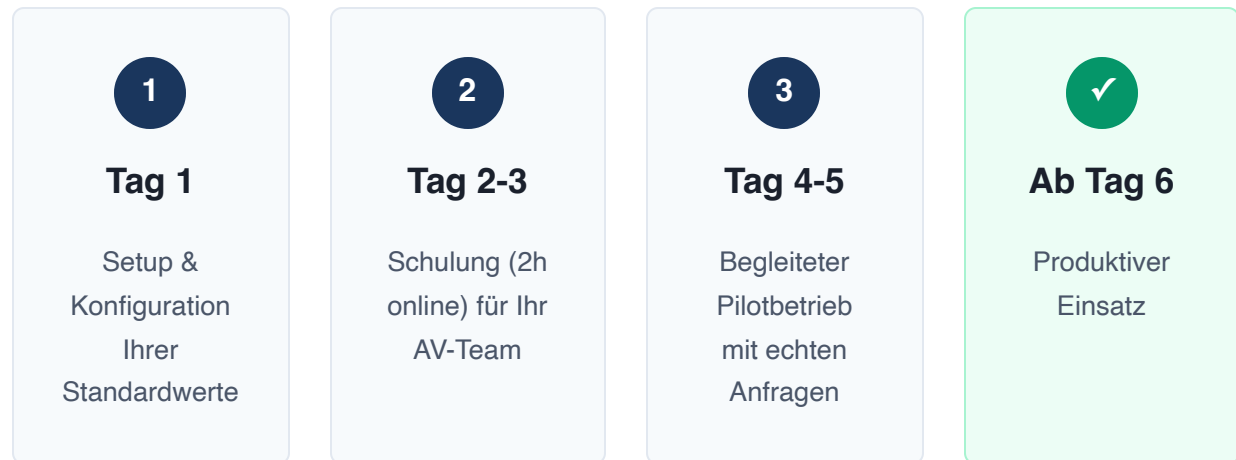 1
Tag 1
Setup &
Konfiguration
Ihrer
Standardwerte
2
Tag 2-3
Schulung (2h
online) für Ihr
AV-Team
3
Tag 4-5
Begleiteter
Pilotbetrieb
mit echten
Anfragen
✓
Ab Tag 6
Produktiver
Einsatz